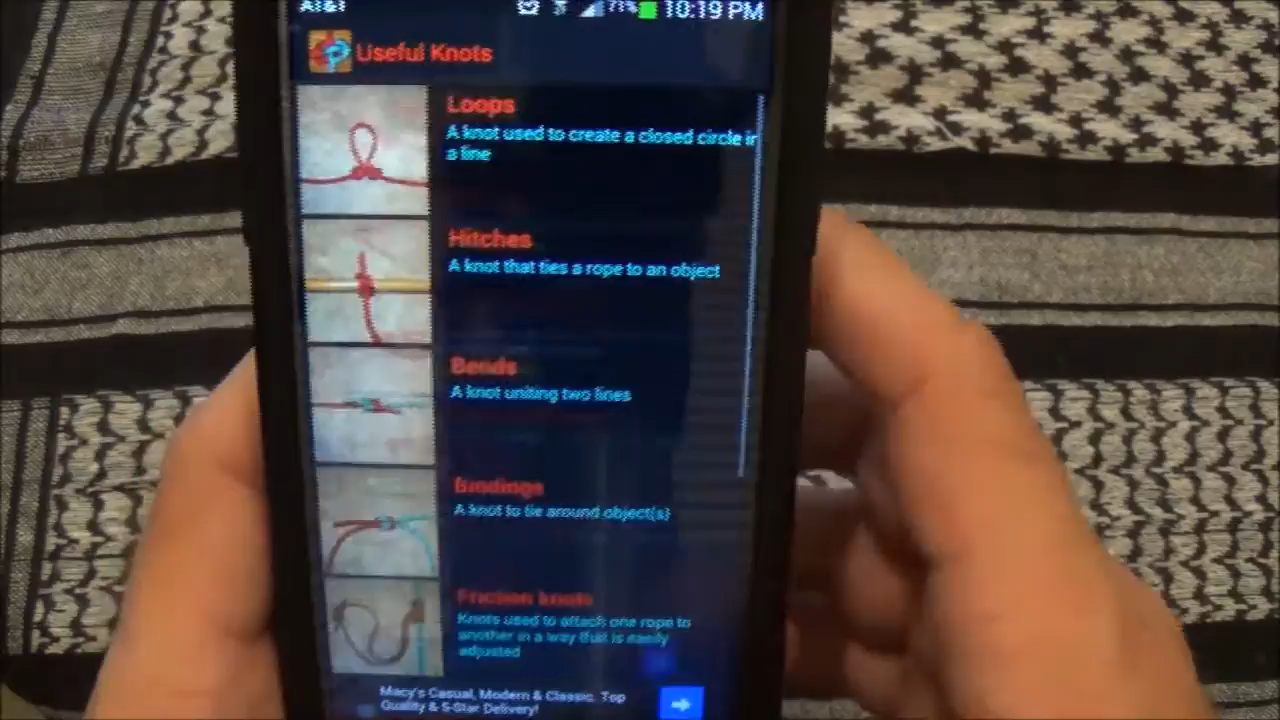 AT&T 71% 10:19 PM
Useful Knots
Loops
A knot used to create a closed circle in
a line
Hitches
A knot that ties a rope to an object
Bends
A knot uniting two lines
Bindings
A knot to tie around object(s)
Friction knots
Knots used to attach one rope to
another in a way that is easily
adjusted
Macy's Casual, Modern & Classic. Top
Quality & 5-Star Delivery!